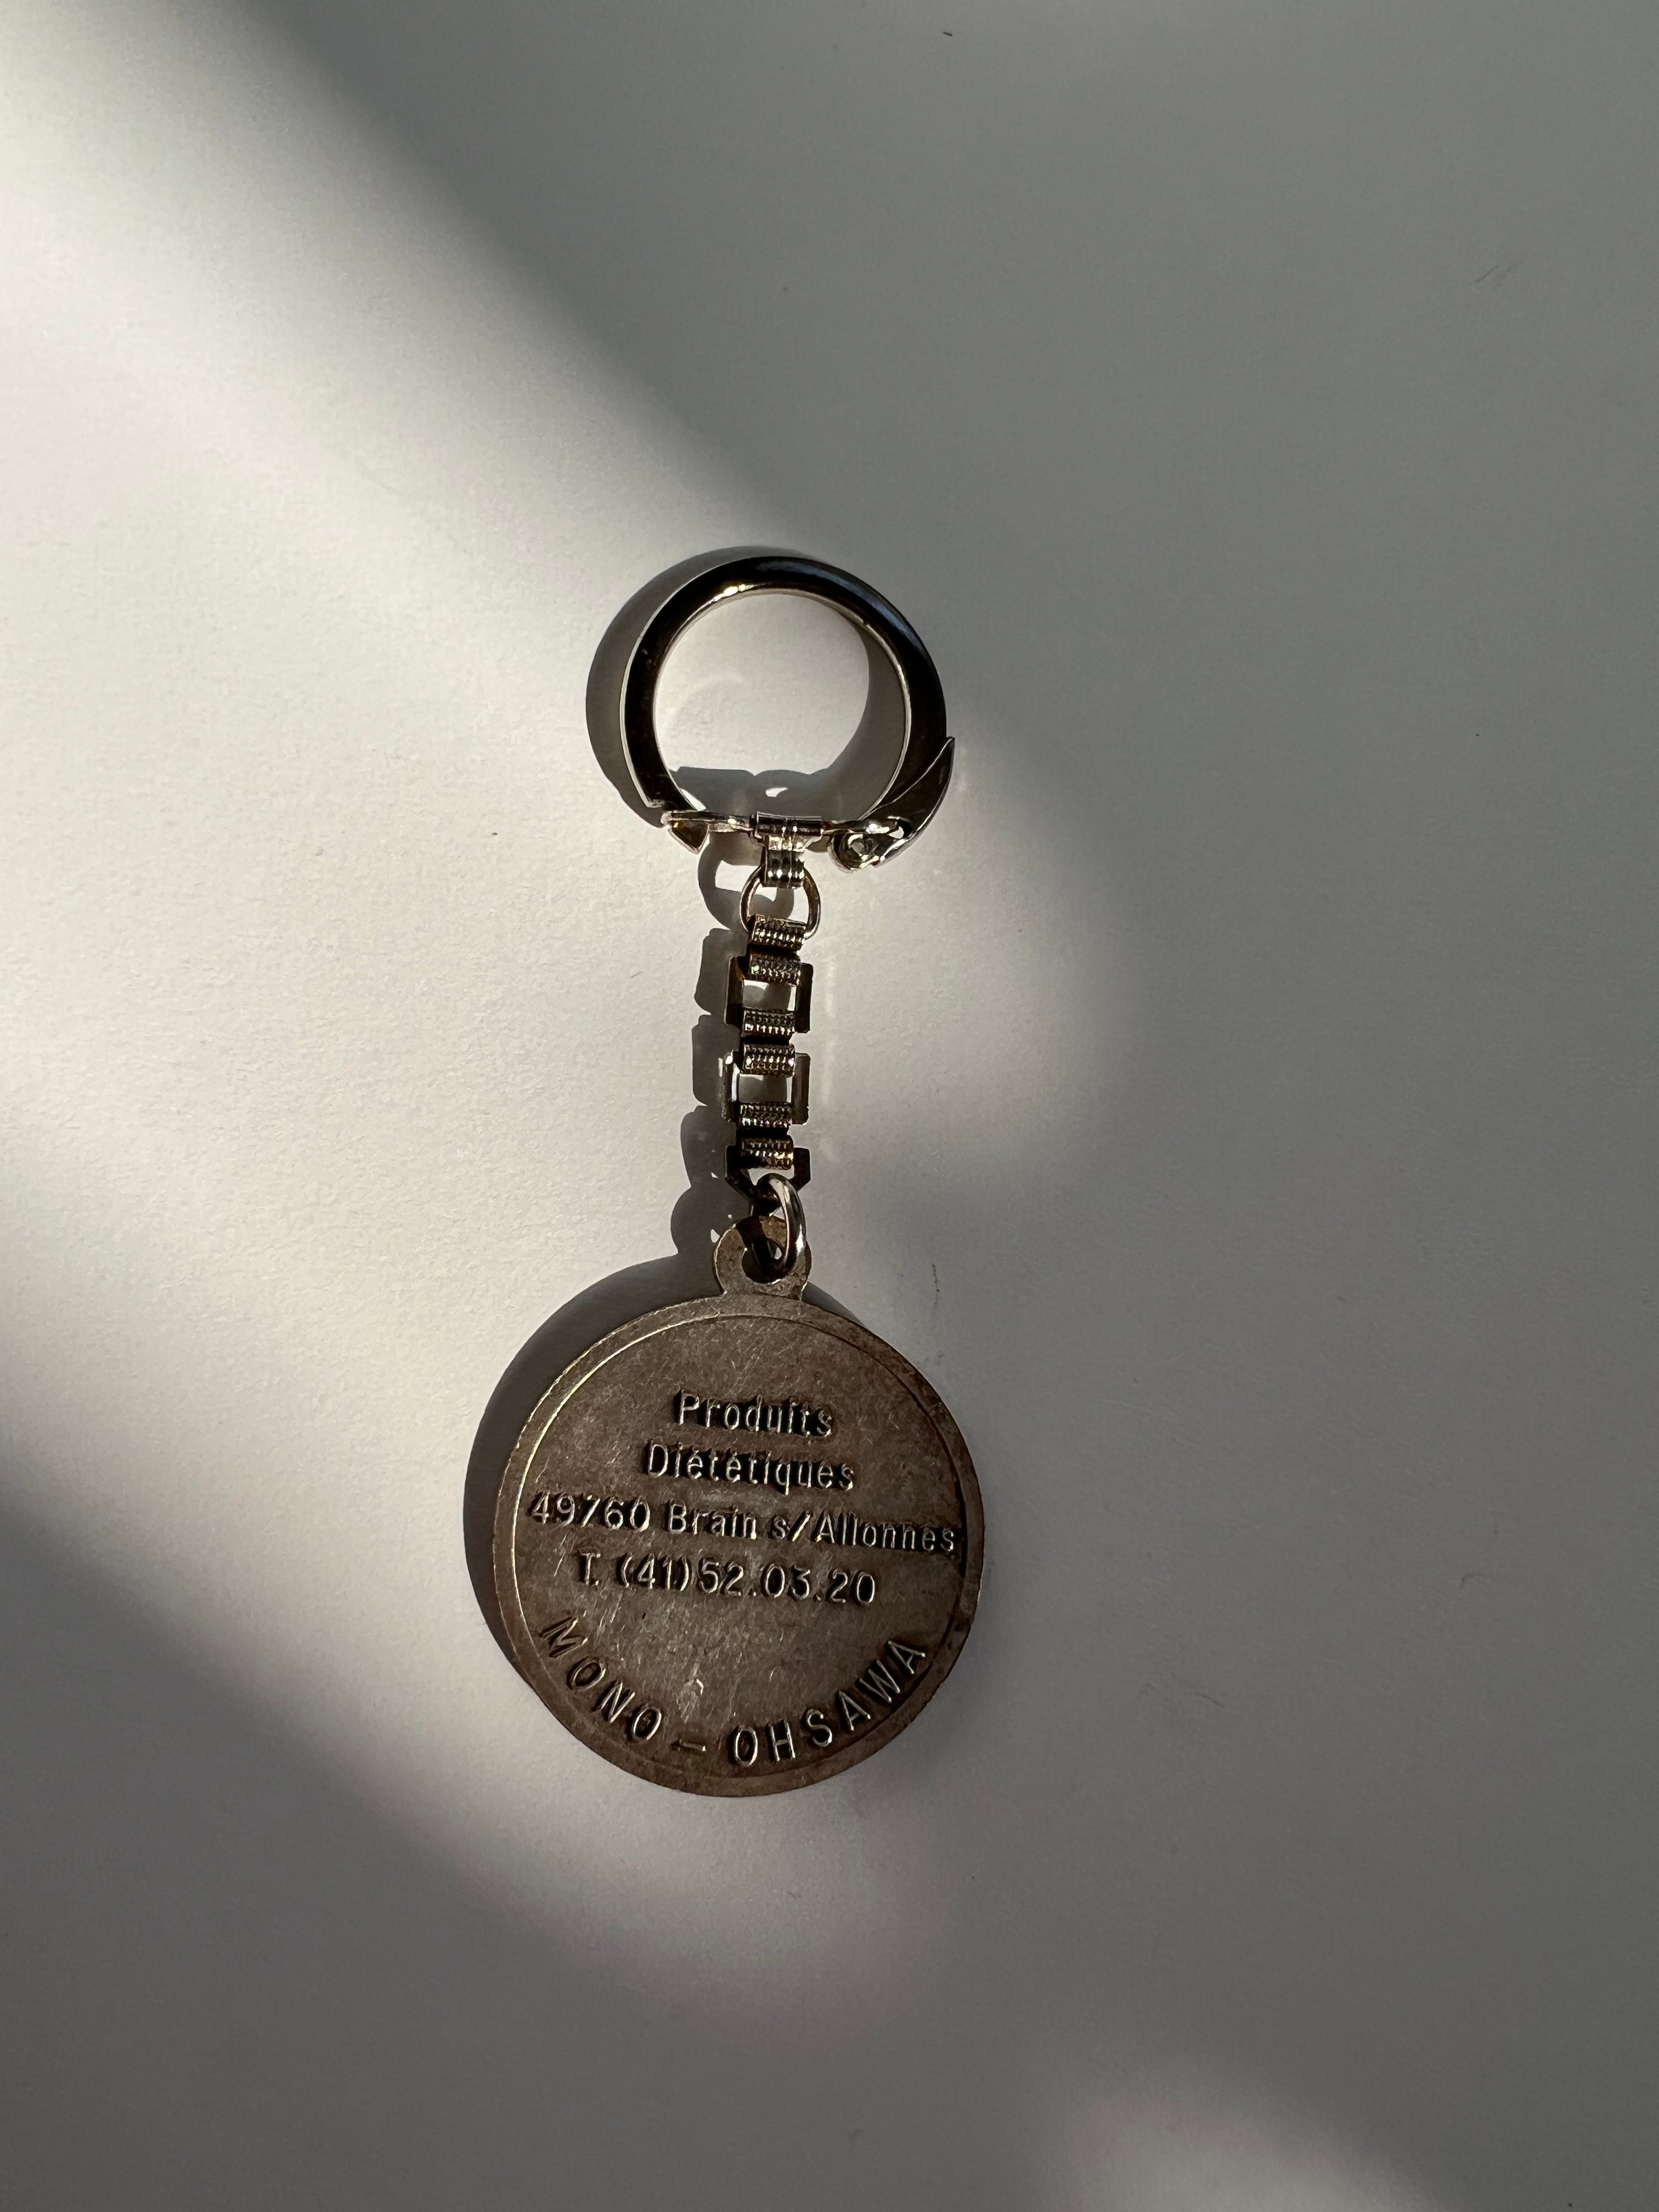 Produits
Diététiques
49760 Brain s/Allonnes
T. (41)52.03.20
MONO - OHSAWA